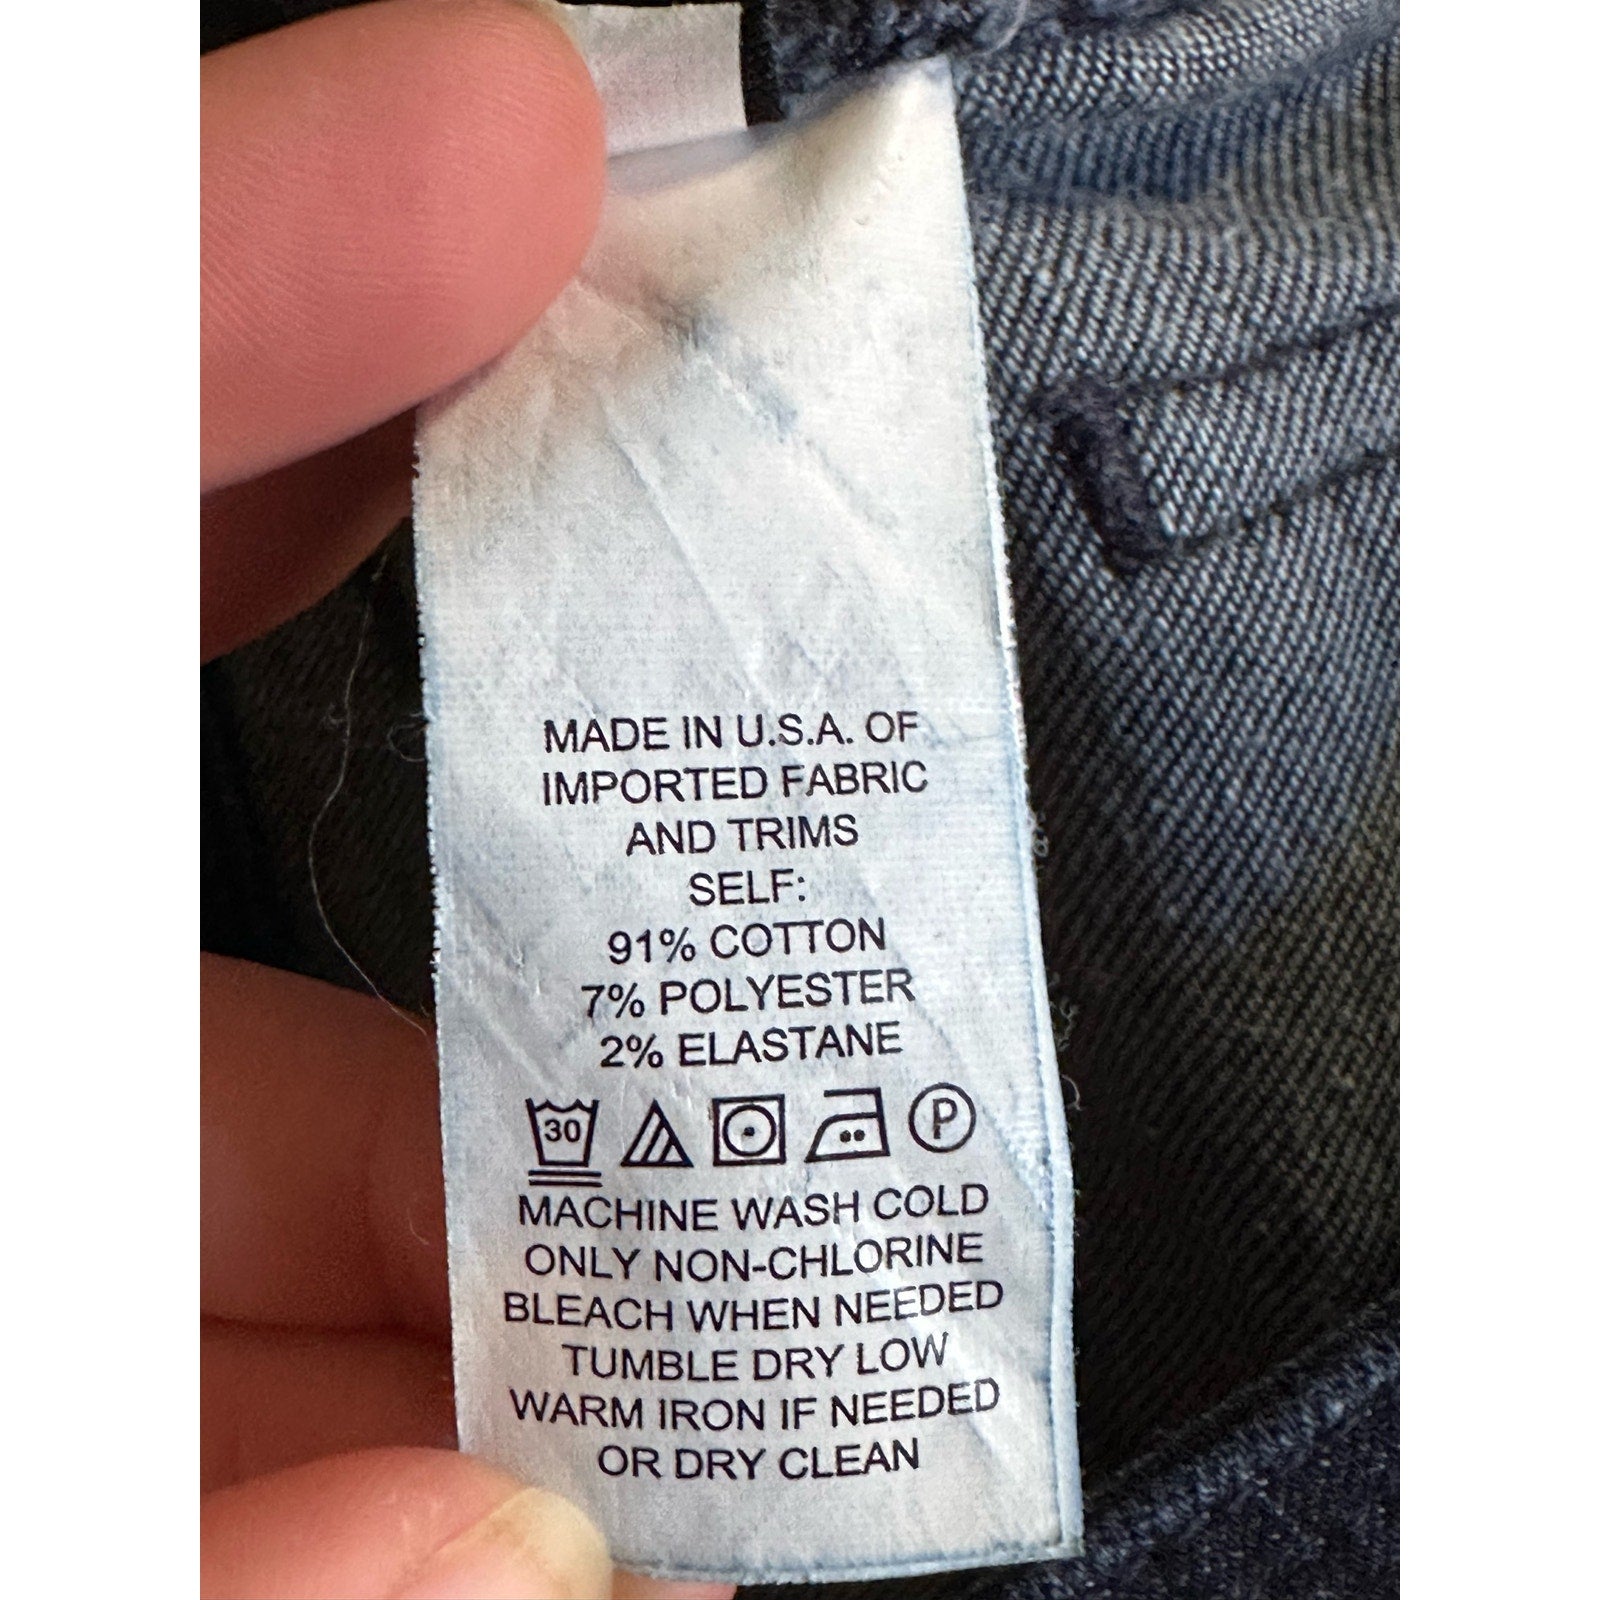 MADE IN U.S.A. OF
IMPORTED FABRIC
AND TRIMS
SELF:
91% COTTON
7% POLYESTER
2% ELASTANE
30 P
MACHINE WASH COLD
ONLY NON-CHLORINE
BLEACH WHEN NEEDED
TUMBLE DRY LOW
WARM IRON IF NEEDED
OR DRY CLEAN